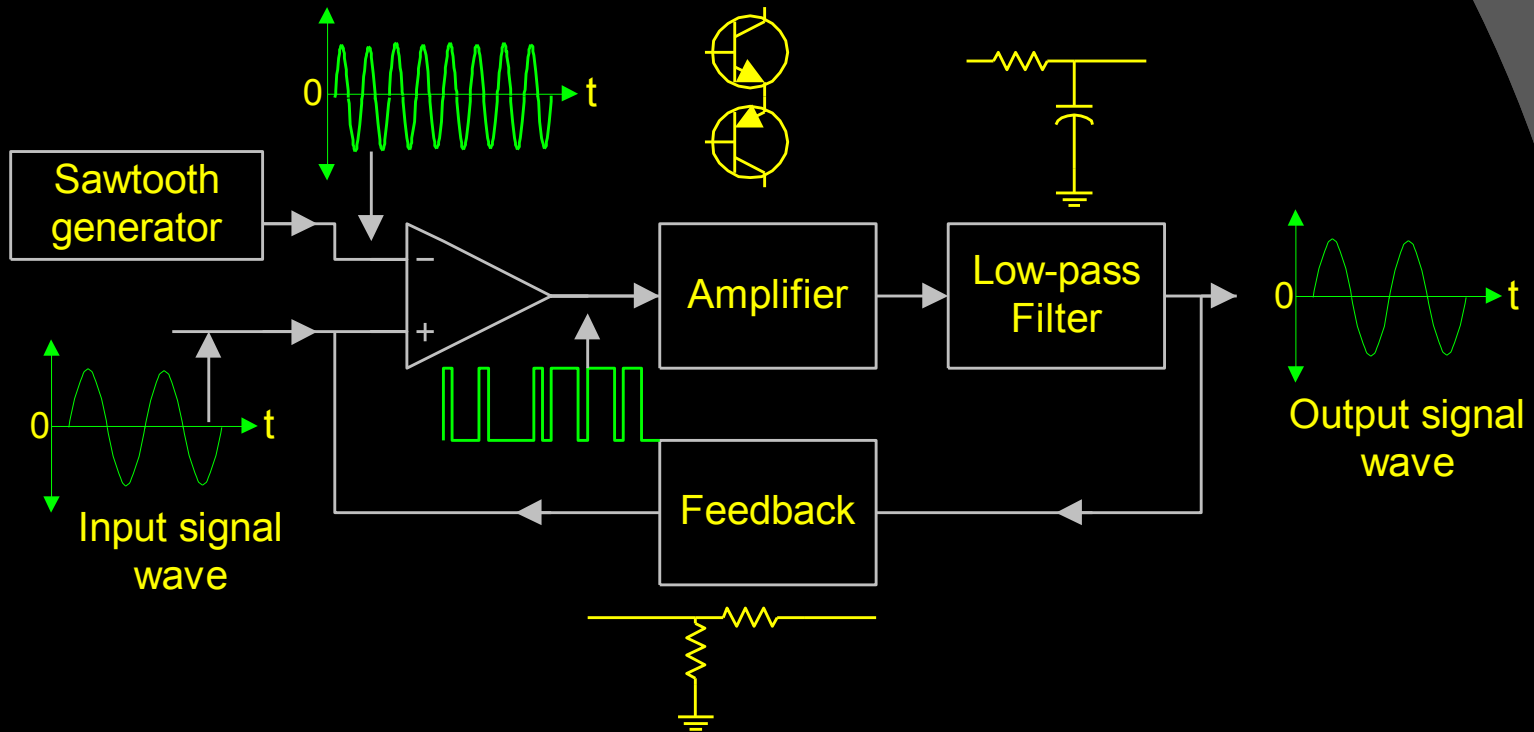 0
t
Sawtooth
generator
−
+
Amplifier
Low-pass
Filter
0
t
Output signal
wave
0
t
Input signal
wave
Feedback